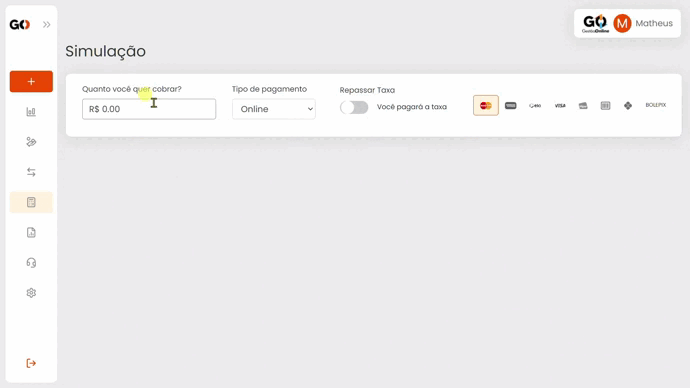 GO
GO
GestãoOnline
M
Matheus
Simulação
Quanto você quer cobrar?
Tipo de pagamento
Repassar Taxa
R$ 0.00
Online
Você pagará a taxa
elo
VISA
BOLEPIX